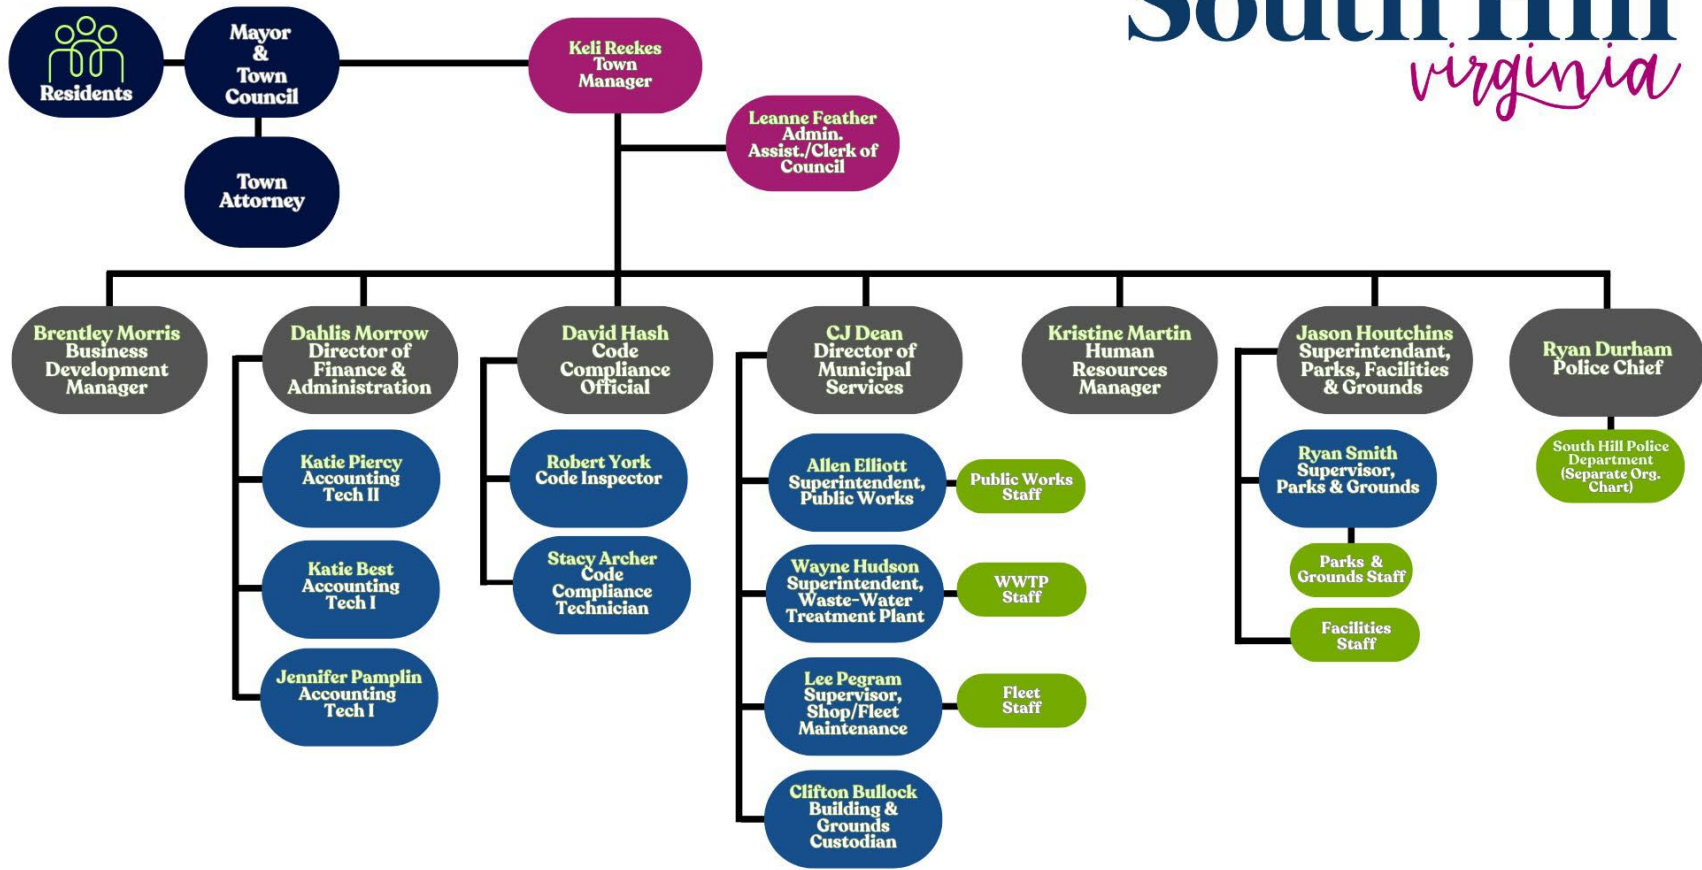 South Hill
virginia
Residents
Mayor
&
Town
Council
Town
Attorney
Keli Reekes
Town
Manager
Leanne Feather
Admin.
Assist./Clerk of
Council
Brentley Morris
Business
Development
Manager
Dahlis Morrow
Director of
Finance &
Administration
Katie Piercy
Accounting
Tech II
Katie Best
Accounting
Tech I
Jennifer Pamplin
Accounting
Tech I
David Hash
Code
Compliance
Official
Robert York
Code Inspector
Stacy Archer
Code
Compliance
Technician
CJ Dean
Director of
Municipal
Services
Allen Elliott
Superintendent,
Public Works
Public Works
Staff
Wayne Hudson
Superintendent,
Waste-Water
Treatment Plant
WWTP
Staff
Lee Pegram
Supervisor,
Shop/Fleet
Maintenance
Fleet
Staff
Clifton Bullock
Building &
Grounds
Custodian
Kristine Martin
Human
Resources
Manager
Jason Houtchins
Superintendant,
Parks, Facilities
& Grounds
Ryan Smith
Supervisor,
Parks & Grounds
Parks &
Grounds Staff
Facilities
Staff
Ryan Durham
Police Chief
South Hill Police
Department
(Separate Org.
Chart)